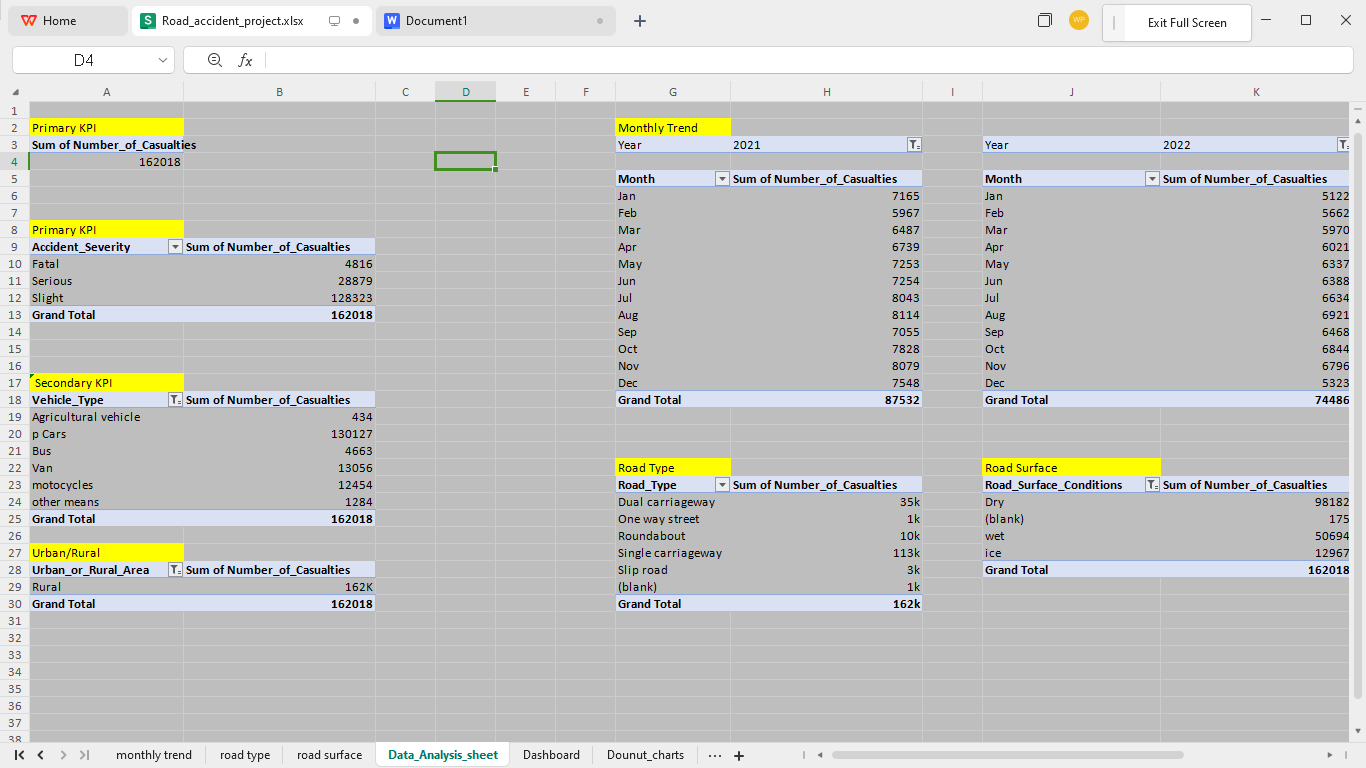 Home
Road_accident_project.xlsx
Document1
WP
Exit Full Screen
D4
fx
A B C D E F G H I J K
1
2 Primary KPI Monthly Trend
3 Sum of Number_of_Casualties Year 2021 Year 2022
4 162018
5 Month Sum of Number_of_Casualties Month Sum of Number_of_Casualties
6 Jan 7165 Jan 5122
7 Feb 5967 Feb 5662
8 Primary KPI Mar 6487 Mar 5970
9 Accident_Severity Sum of Number_of_Casualties Apr 6739 Apr 6021
10 Fatal 4816 May 7253 May 6337
11 Serious 28879 Jun 7254 Jun 6388
12 Slight 128323 Jul 8043 Jul 6634
13 Grand Total 162018 Aug 8114 Aug 6921
14 Sep 7055 Sep 6468
15 Oct 7828 Oct 6844
16 Nov 8079 Nov 6796
17 Secondary KPI Dec 7548 Dec 5323
18 Vehicle_Type Sum of Number_of_Casualties Grand Total 87532 Grand Total 74486
19 Agricultural vehicle 434
20 p Cars 130127
21 Bus 4663
22 Van 13056 Road Type Road Surface
23 motocycles 12454 Road_Type Sum of Number_of_Casualties Road_Surface_Conditions Sum of Number_of_Casualties
24 other means 1284 Dual carriageway 35k Dry 98182
25 Grand Total 162018 One way street 1k (blank) 175
26 Roundabout 10k wet 50694
27 Urban/Rural Single carriageway 113k ice 12967
28 Urban_or_Rural_Area Sum of Number_of_Casualties Slip road 3k Grand Total 162018
29 Rural 162K (blank) 1k
30 Grand Total 162018 Grand Total 162k
31
32
33
34
35
36
37
38
monthly trend road type road surface Data_Analysis_sheet Dashboard Dounut_charts ... +